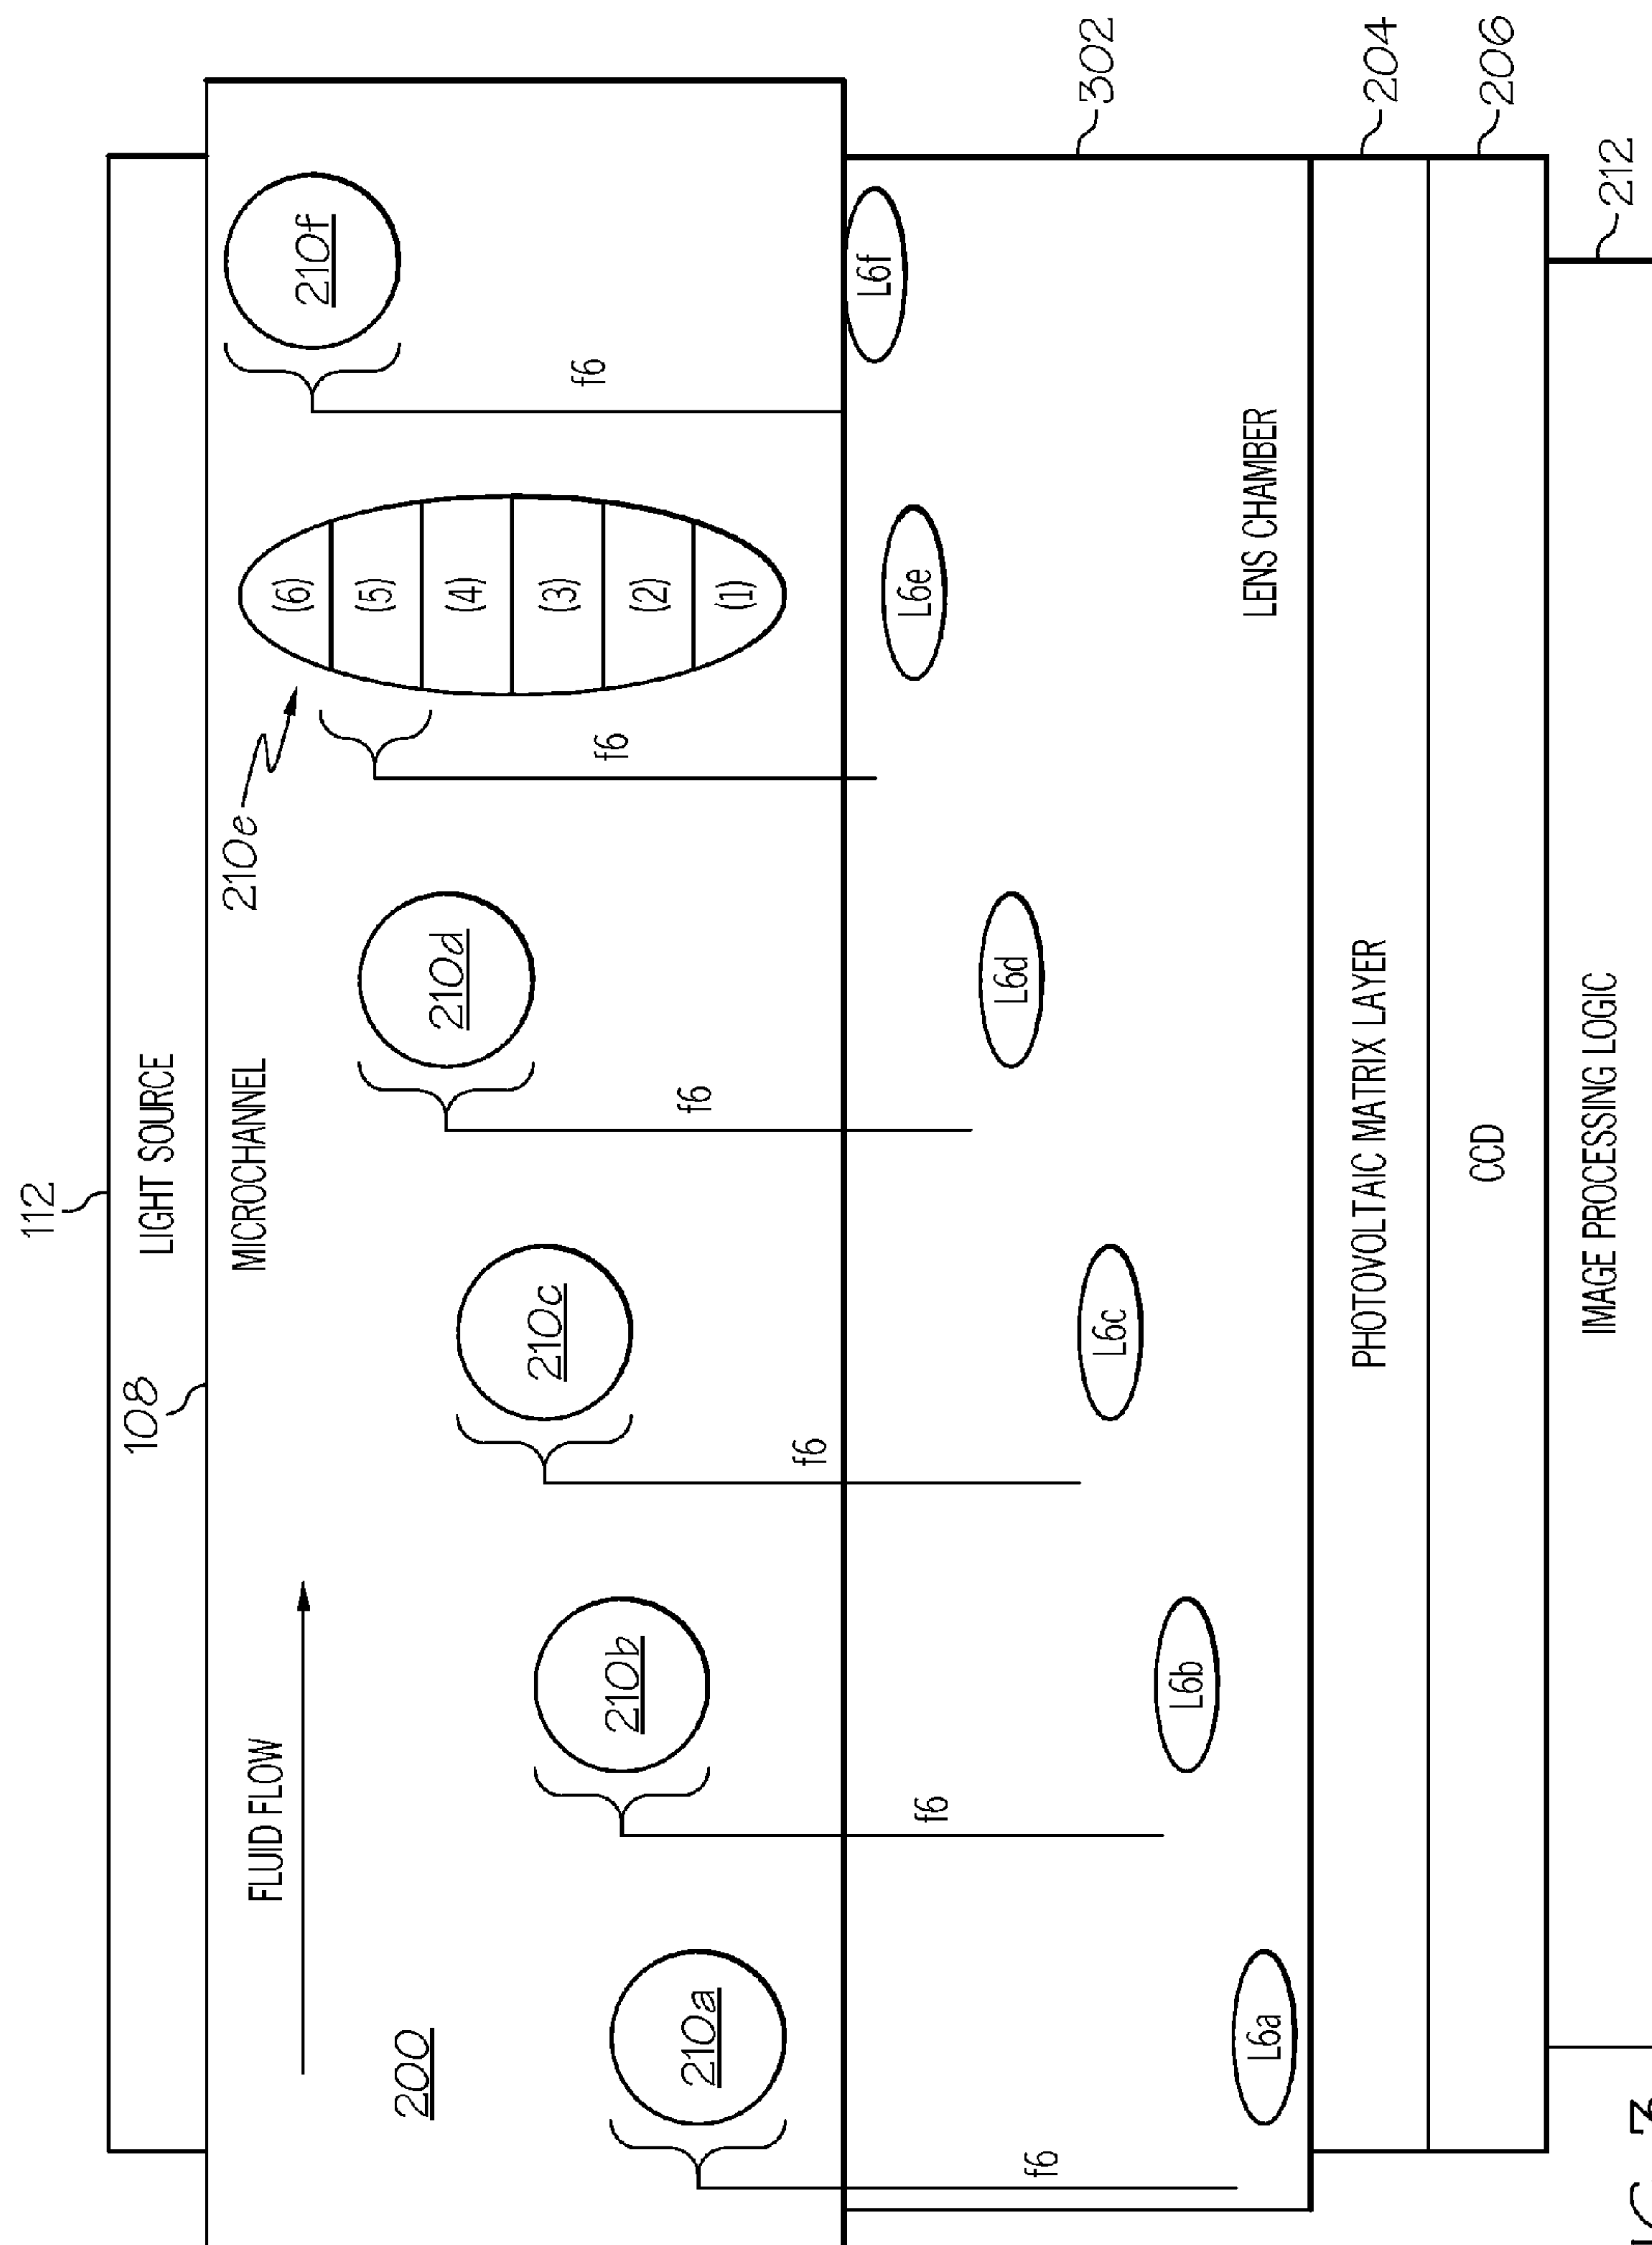 112
108
LIGHT SOURCE
MICROCHANNEL
FLUID FLOW
200
210e
210f
(6)
(5)
(4)
(3)
(2)
(1)
210d
210c
210b
210a
f6
f6
f6
f6
f6
f6
L6f
L6e
L6d
L6c
L6b
L6a
302
LENS CHAMBER
PHOTOVOLTAIC MATRIX LAYER
204
CCD
206
IMAGE PROCESSING LOGIC
212